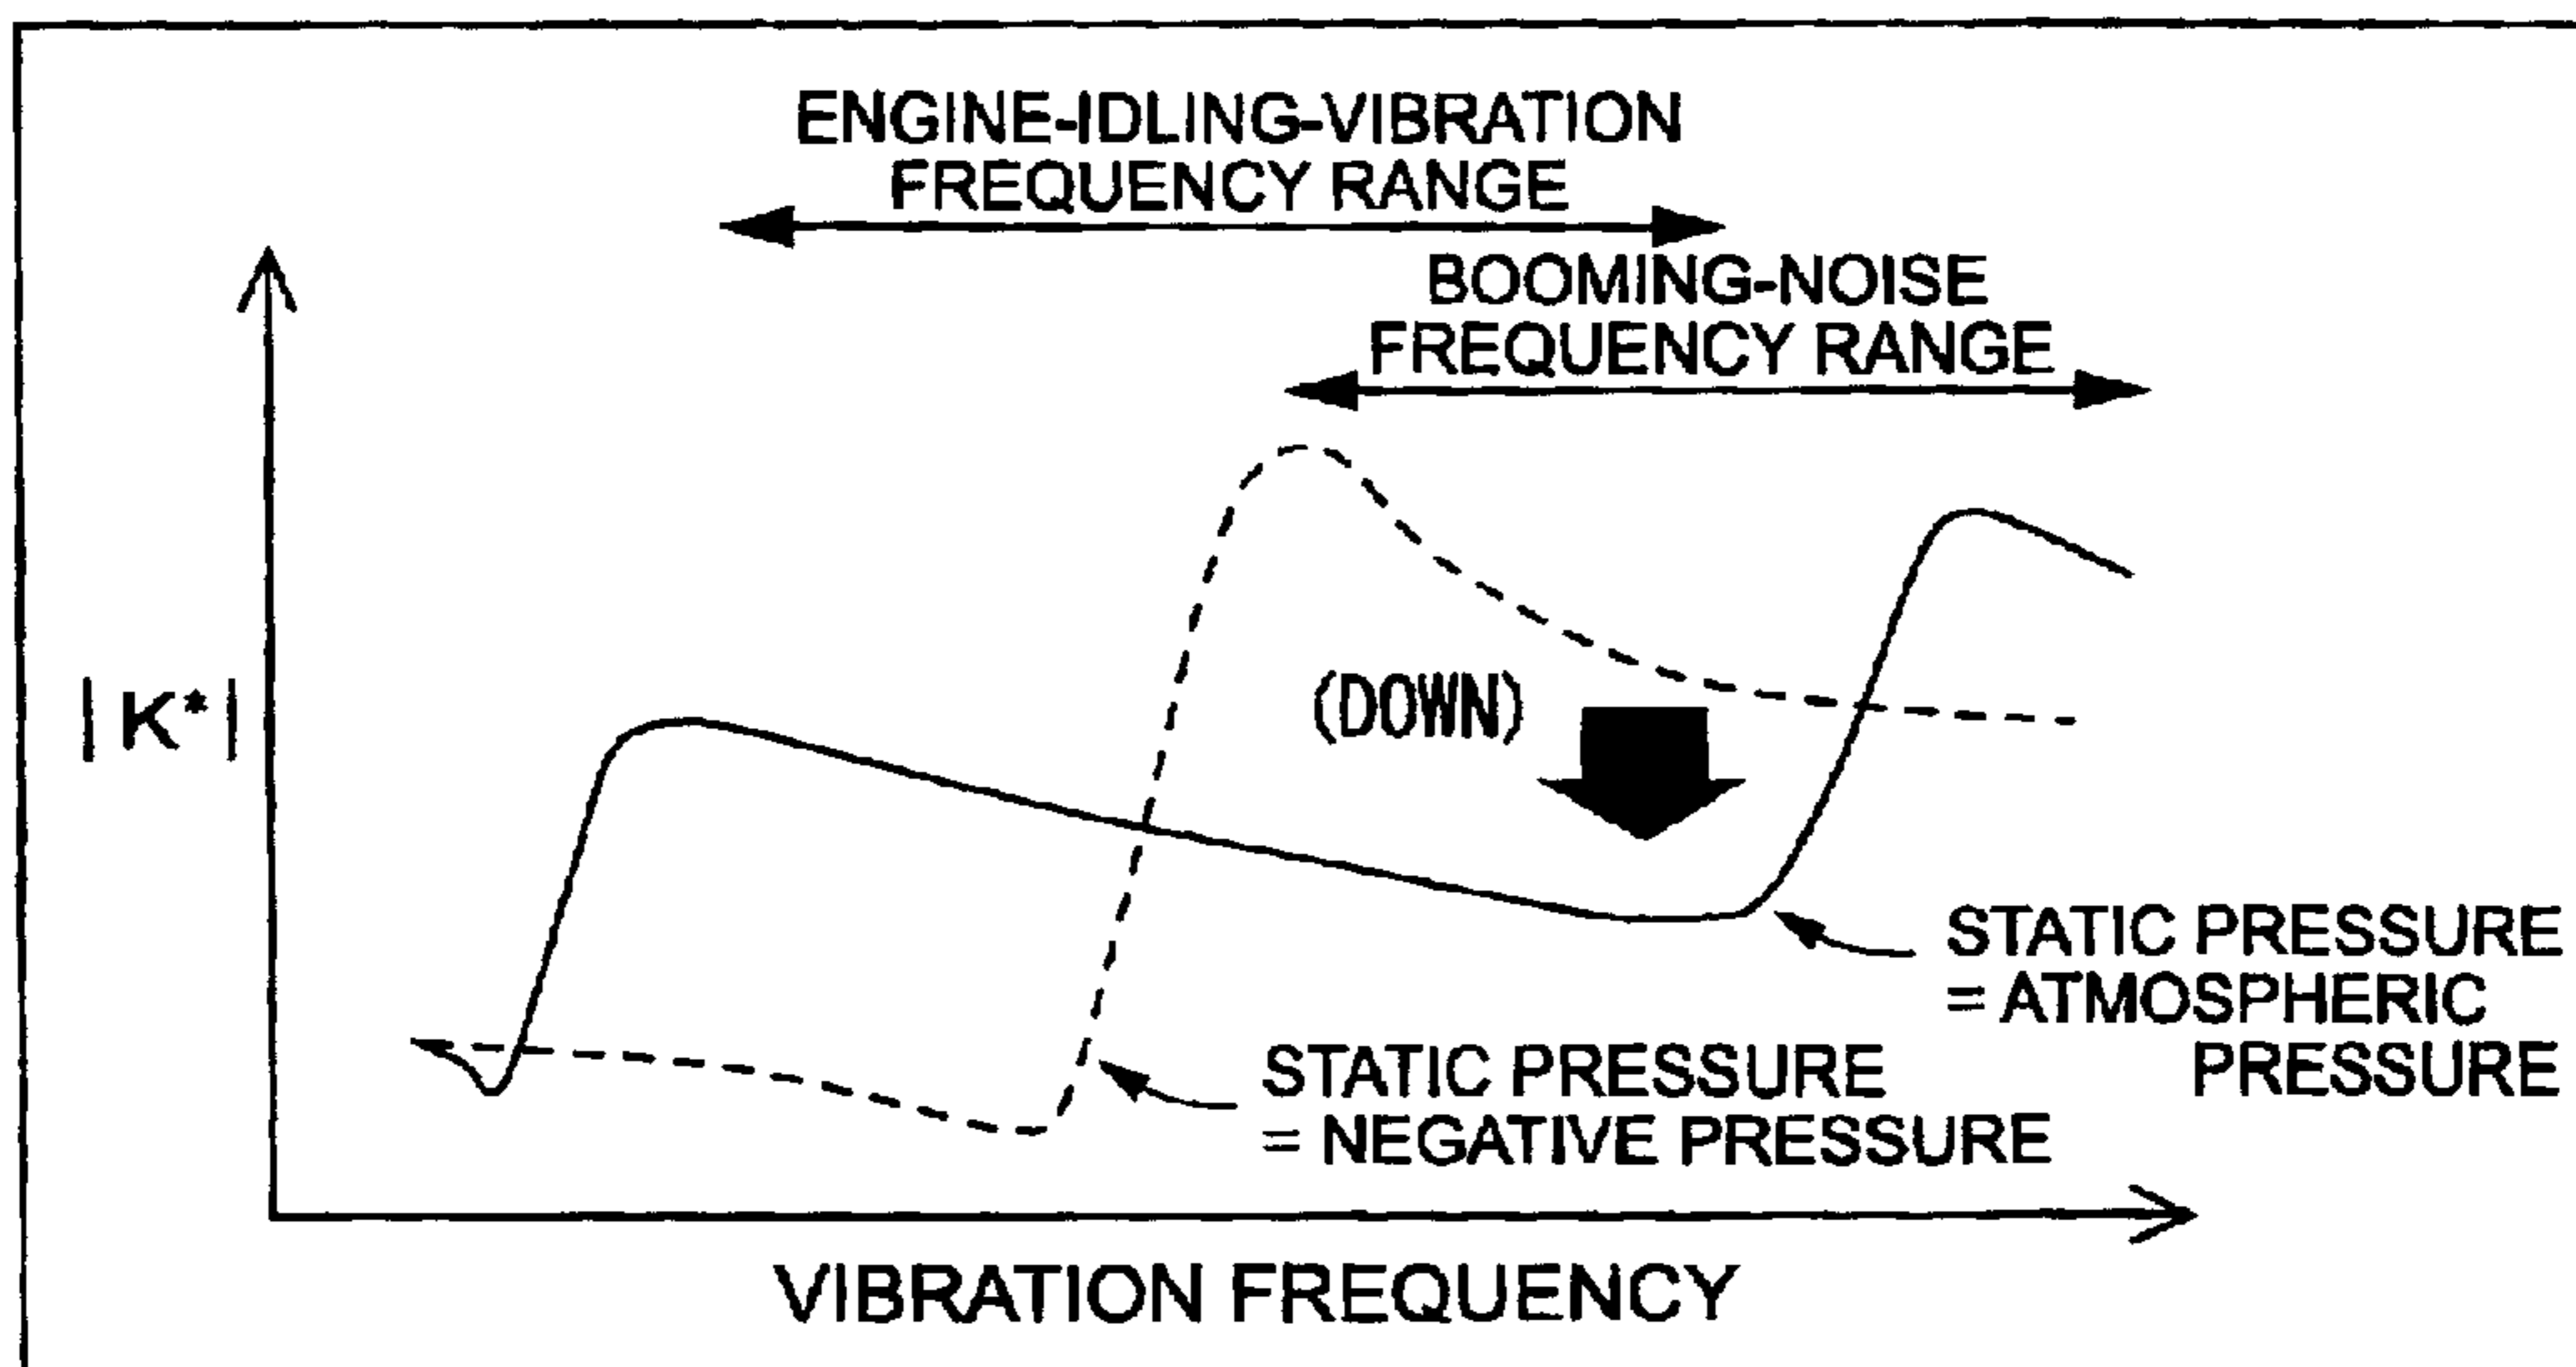 ENGINE-IDLING-VIBRATION
FREQUENCY RANGE
BOOMING-NOISE
FREQUENCY RANGE
(DOWN)
| K* |
STATIC PRESSURE
= ATMOSPHERIC
PRESSURE
STATIC PRESSURE
= NEGATIVE PRESSURE
VIBRATION FREQUENCY